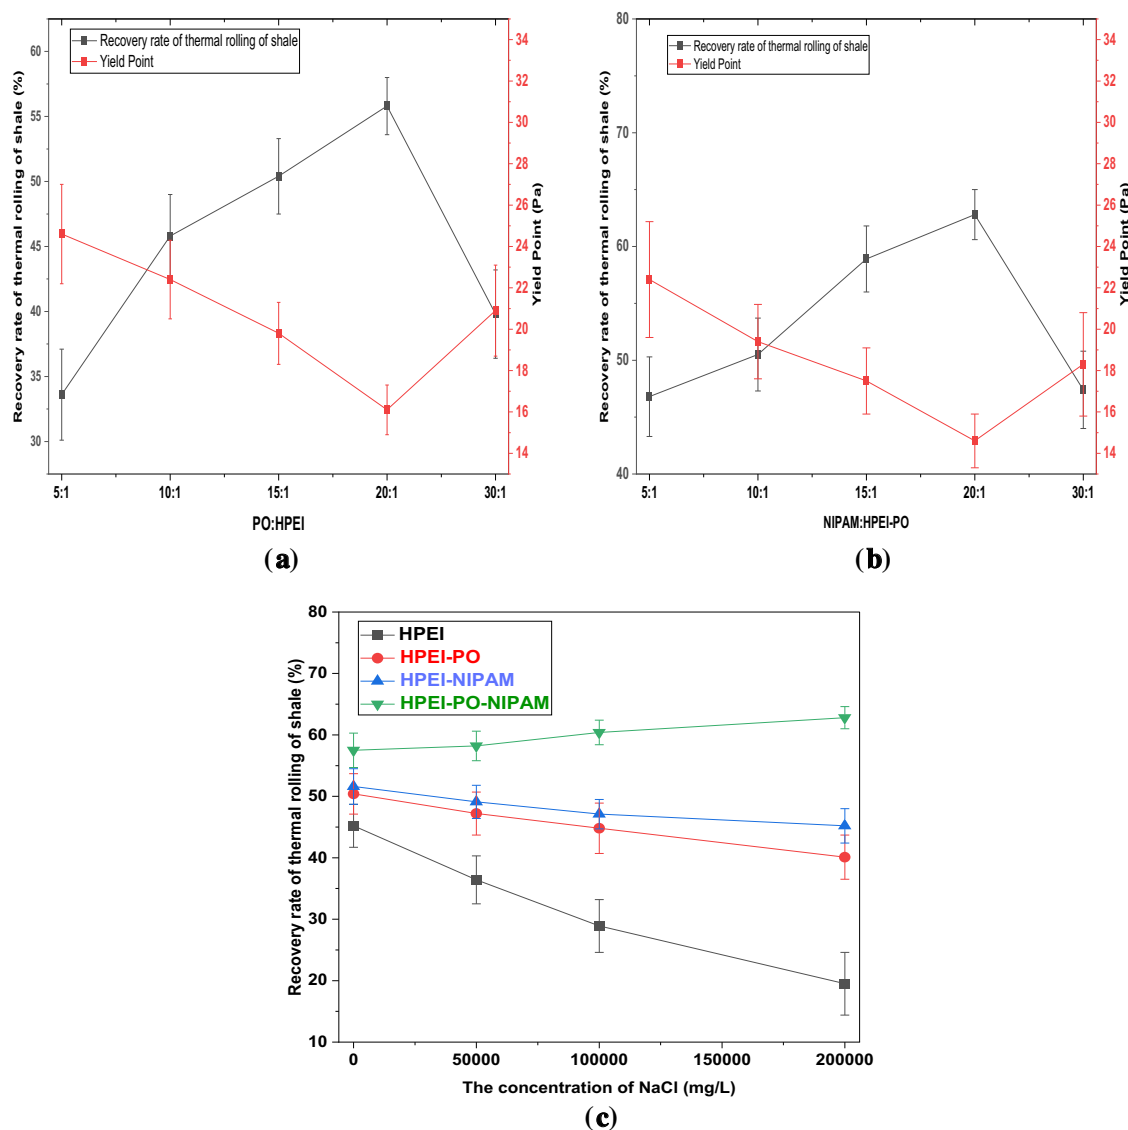 Recovery rate of thermal rolling of shale (%)
60
55
50
45
40
35
30
Recovery rate of thermal rolling of shale
Yield Point
34
32
30
28
26
24
22
20
18
16
14
Yield Point (Pa)
5:1 10:1 15:1 20:1 30:1
PO:HPEI
(a)
Recovery rate of thermal rolling of shale (%)
80
70
60
50
40
Recovery rate of thermal rolling of shale
Yield Point
34
32
30
28
26
24
22
20
18
16
14
Yield Point (Pa)
5:1 10:1 15:1 20:1 30:1
NIPAM:HPEI-PO
(b)
Recovery rate of thermal rolling of shale (%)
80
70
60
50
40
30
20
10
HPEI
HPEI-PO
HPEI-NIPAM
HPEI-PO-NIPAM
0 50000 100000 150000 200000
The concentration of NaCl (mg/L)
(c)